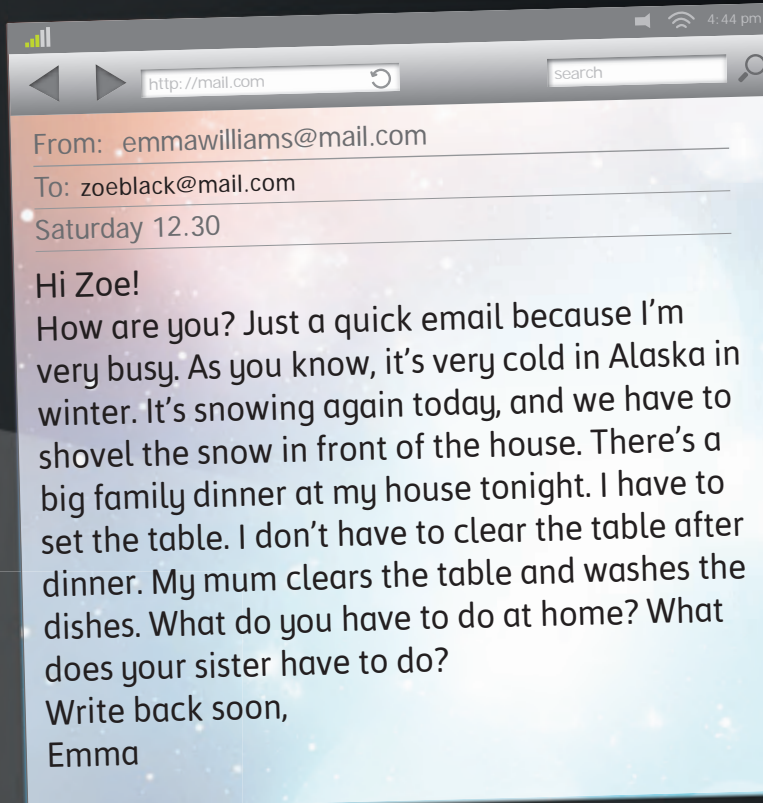 4:44 pm
http://mail.com
search
From: emmawilliams@mail.com
To: zoeblack@mail.com
Saturday 12.30
Hi Zoe!
How are you? Just a quick email because I'm
very busy. As you know, it's very cold in Alaska in
winter. It's snowing again today, and we have to
shovel the snow in front of the house. There's a
big family dinner at my house tonight. I have to
set the table. I don't have to clear the table after
dinner. My mum clears the table and washes the
dishes. What do you have to do at home? What
does your sister have to do?
Write back soon,
Emma